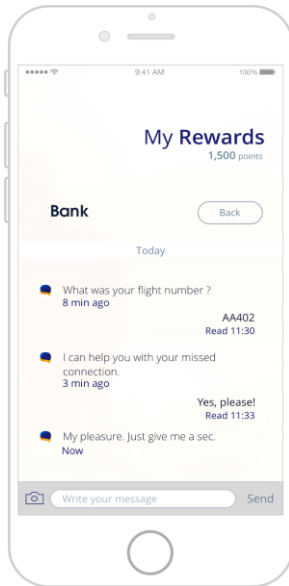 9:41 AM
100%
My Rewards
1,500 points
Bank
Back
Today
What was your flight number ?
8 min ago
AA402
Read 11:30
I can help you with your missed
connection.
3 min ago
Yes, please!
Read 11:33
My pleasure. Just give me a sec.
Now
Write your message
Send